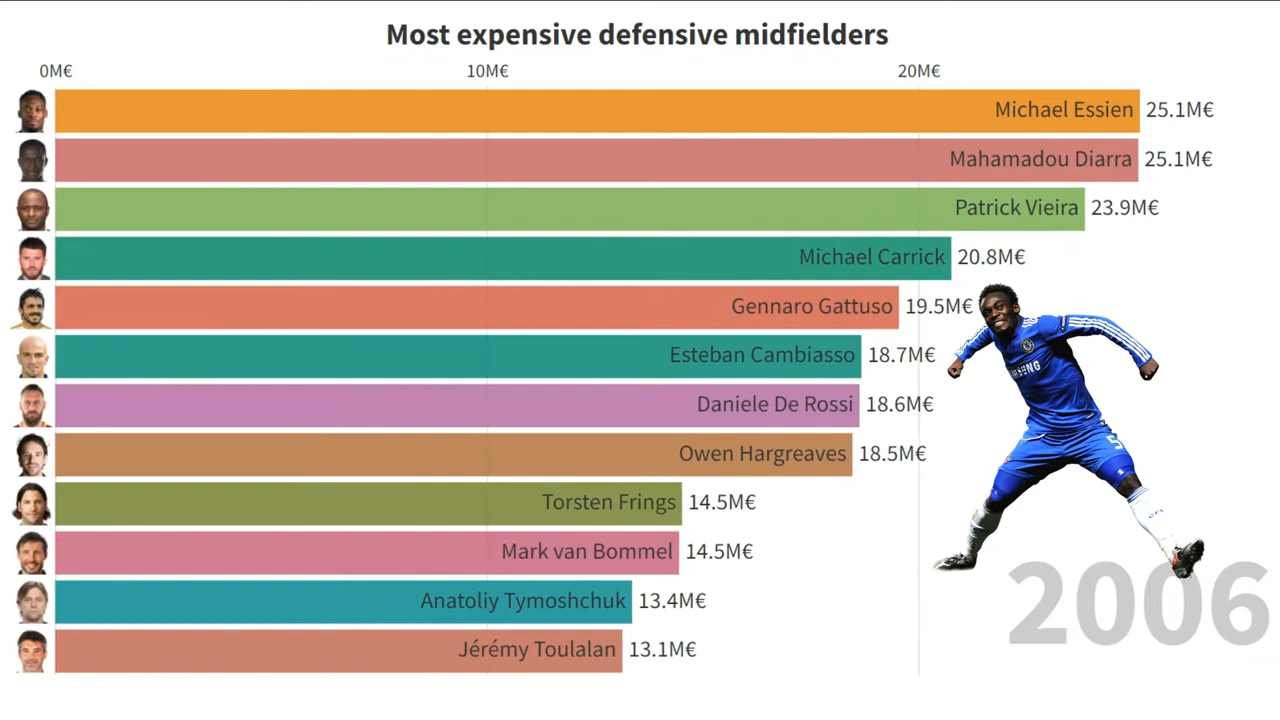 Most expensive defensive midfielders
0M€ 10M€ 20M€
Michael Essien 25.1M€
Mahamadou Diarra 25.1M€
Patrick Vieira 23.9M€
Michael Carrick 20.8M€
Gennaro Gattuso 19.5M€
Esteban Cambiasso 18.7M€
Daniele De Rossi 18.6M€
Owen Hargreaves 18.5M€
Torsten Frings 14.5M€
Mark van Bommel 14.5M€
Anatoliy Tymoshchuk 13.4M€
Jérémy Toulalan 13.1M€
SAMSUNG
5
2006